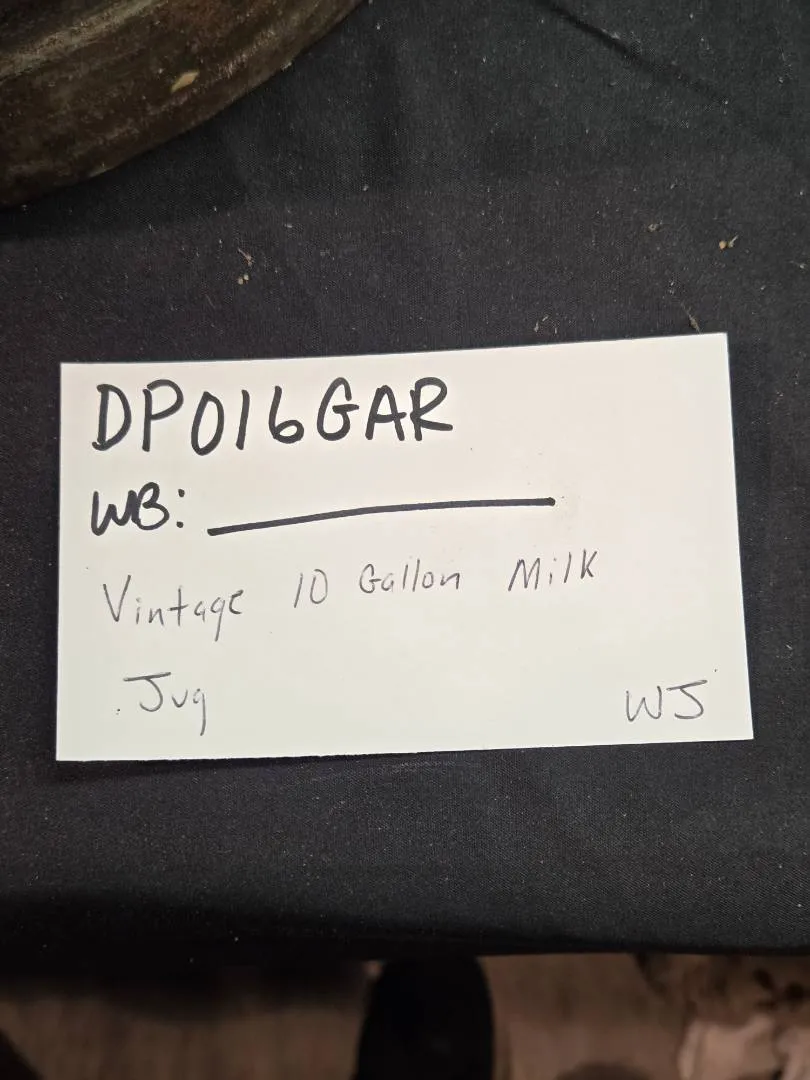 DP016GAR
WB:
Vintage 10 Gallon Milk
Jug
WJ